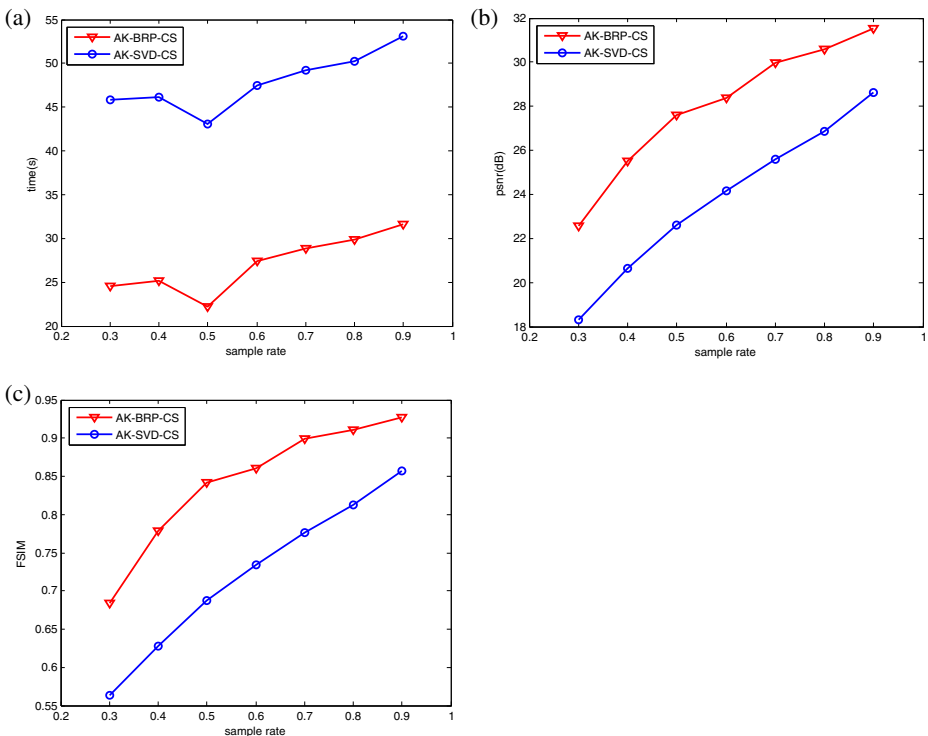 (a)
55
50
45
40
35
30
25
20
time(s)
AK-BRP-CS
AK-SVD-CS
0.2 0.3 0.4 0.5 0.6 0.7 0.8 0.9 1
sample rate
(b)
32
30
28
26
24
22
20
18
psnr(dB)
AK-BRP-CS
AK-SVD-CS
0.2 0.3 0.4 0.5 0.6 0.7 0.8 0.9 1
sample rate
(c)
0.95
0.9
0.85
0.8
0.75
0.7
0.65
0.6
0.55
FSIM
AK-BRP-CS
AK-SVD-CS
0.2 0.3 0.4 0.5 0.6 0.7 0.8 0.9 1
sample rate